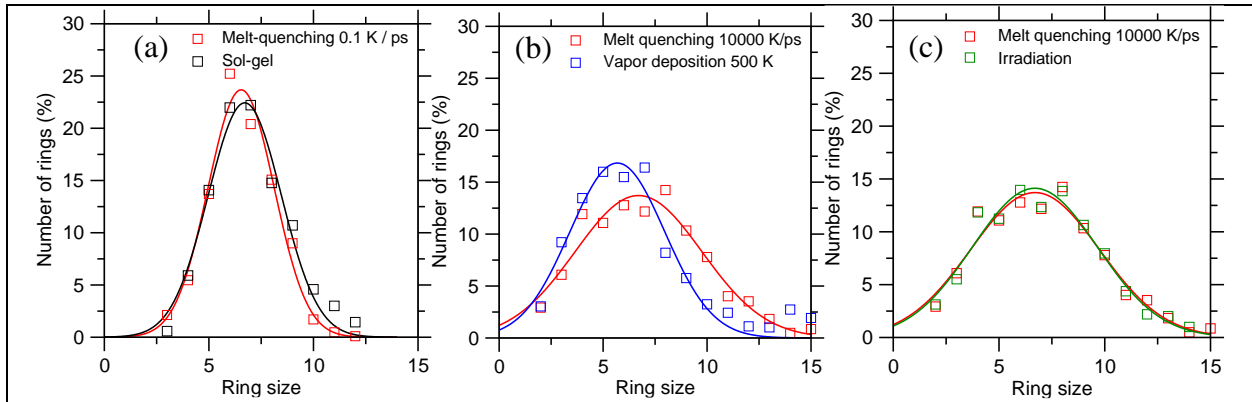 (a)
Melt-quenching 0.1 K / ps
Sol-gel
Number of rings (%)
30
25
20
15
10
5
0
0 5 10 15
Ring size
(b)
Melt quenching 10000 K/ps
Vapor deposition 500 K
Number of rings (%)
30
25
20
15
10
5
0
0 5 10 15
Ring size
(c)
Melt quenching 10000 K/ps
Irradiation
Number of rings (%)
30
25
20
15
10
5
0
0 5 10 15
Ring size